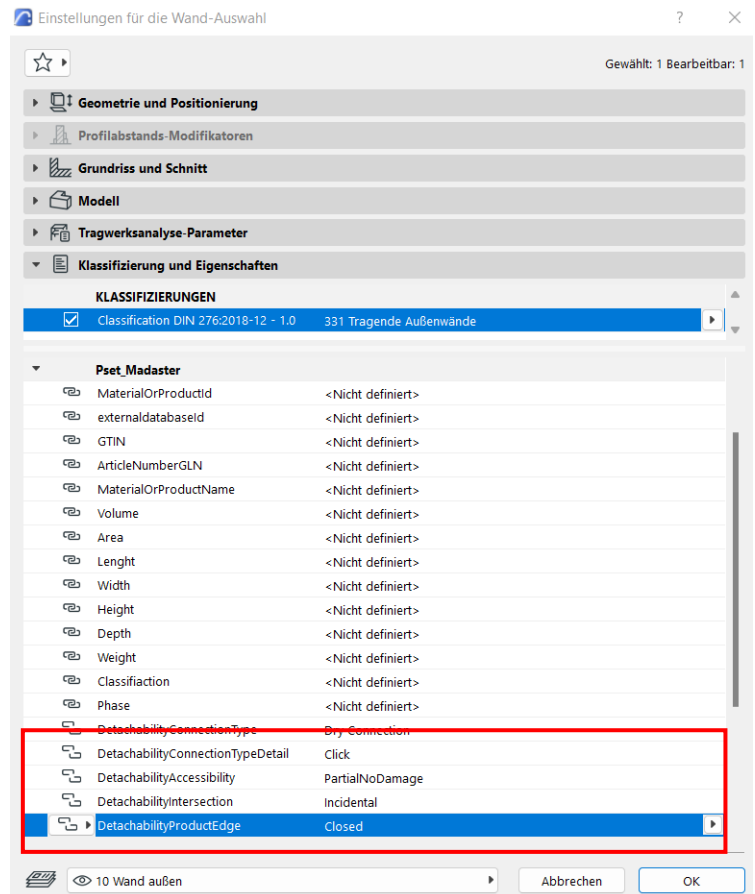 Einstellungen für die Wand-Auswahl ? ×
Gewählt: 1 Bearbeitbar: 1
Geometrie und Positionierung
Profilabstands-Modifikatoren
Grundriss und Schnitt
Modell
Tragwerksanalyse-Parameter
Klassifizierung und Eigenschaften
KLASSIFIZIERUNGEN
Classification DIN 276:2018-12 - 1.0 331 Tragende Außenwände
Pset_Madaster
MaterialOrProductId <Nicht definiert>
externaldatabaseId <Nicht definiert>
GTIN <Nicht definiert>
ArticleNumberGLN <Nicht definiert>
MaterialOrProductName <Nicht definiert>
Volume <Nicht definiert>
Area <Nicht definiert>
Lenght <Nicht definiert>
Width <Nicht definiert>
Height <Nicht definiert>
Depth <Nicht definiert>
Weight <Nicht definiert>
Classifiaction <Nicht definiert>
Phase <Nicht definiert>
DetachabilityConnectionType Dry Connection
DetachabilityConnectionTypeDetail Click
DetachabilityAccessibility PartialNoDamage
DetachabilityIntersection Incidental
DetachabilityProductEdge Closed
10 Wand außen Abbrechen OK